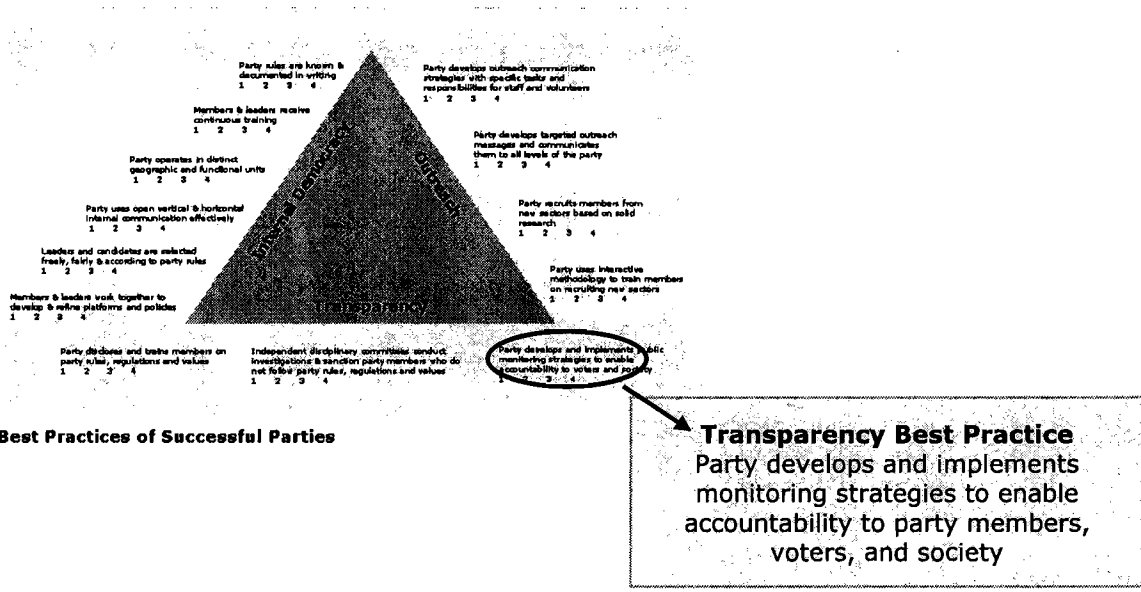 Party rules are known &
documented in writing
1 2 3 4
Party develops outreach communication
strategies with specific tasks and
responsibilities for staff and volunteers
1 2 3 4
Members & leaders receive
continuous training
1 2 3 4
Party develops targeted outreach
messages and communicates
them to all levels of the party
1 2 3 4
Party operates in distinct
geographic and functional units
1 2 3 4
Internal Democracy
Outreach
Party uses open vertical & horizontal
internal communication effectively
1 2 3 4
Party recruits members from
new sectors based on solid
research
1 2 3 4
Leaders and candidates are selected
freely, fairly & according to party rules
1 2 3 4
Party uses interactive
methodology to train members
on recruiting new sectors
1 2 3 4
Members & leaders work together to
develop & refine platforms and policies
1 2 3 4
Transparency
Party discloses and trains members on
party rules, regulations and values
1 2 3 4
Independent disciplinary committees conduct
investigations & sanction party members who do
not follow party rules, regulations and values
1 2 3 4
Party develops and implements public
monitoring strategies to enable
accountability to voters and society
1 2 3 4
Best Practices of Successful Parties
Transparency Best Practice
Party develops and implements
monitoring strategies to enable
accountability to party members,
voters, and society